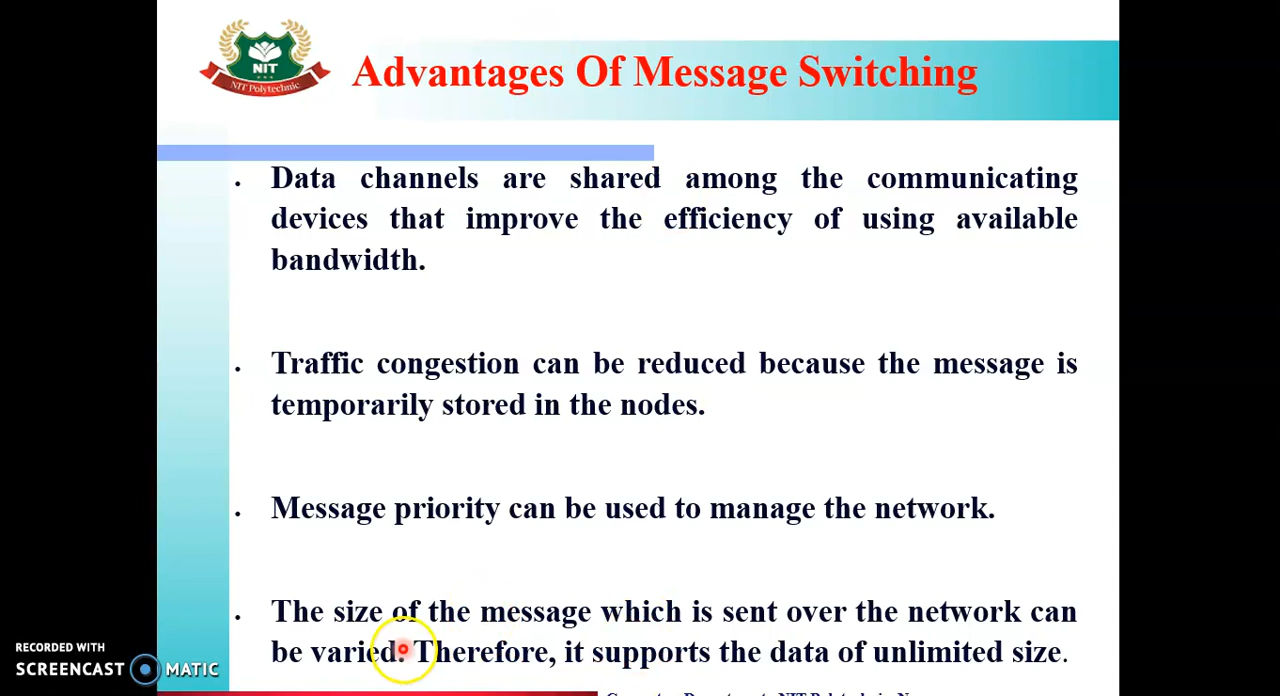 NIT
NIT Polytechnic
Advantages Of Message Switching
• Data channels are shared among the communicating
devices that improve the efficiency of using available
bandwidth.
• Traffic congestion can be reduced because the message is
temporarily stored in the nodes.
• Message priority can be used to manage the network.
• The size of the message which is sent over the network can
be varied. Therefore, it supports the data of unlimited size.
RECORDED WITH
SCREENCAST MATIC